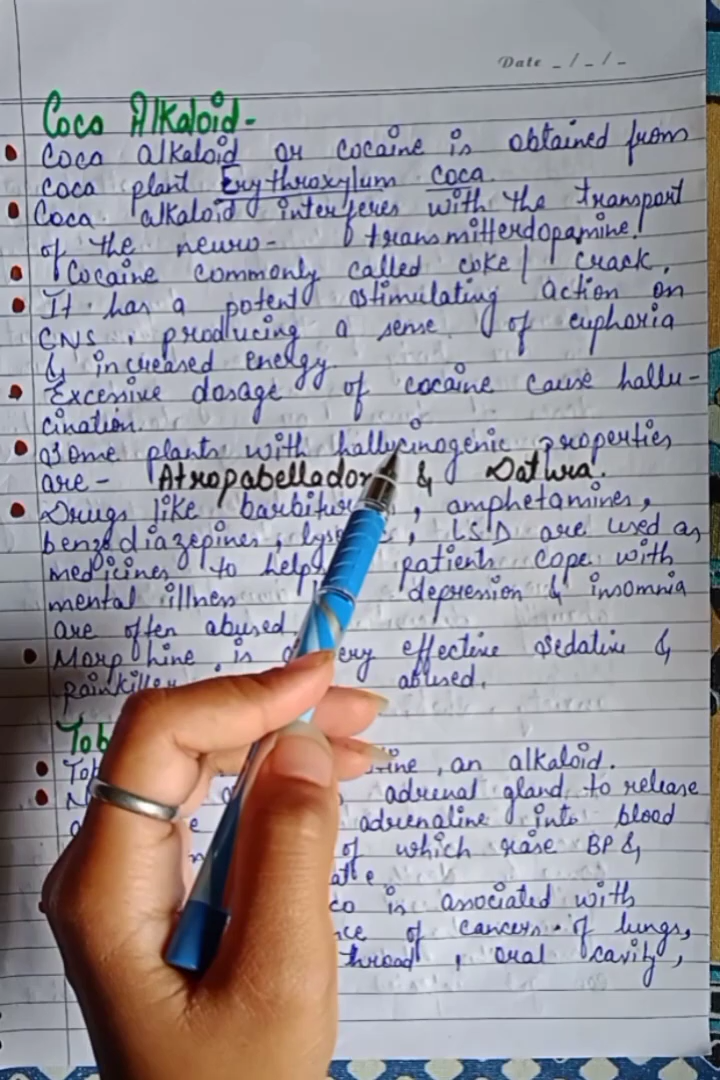 Date _ / _ / _
Coca Alkaloid-
Coca alkaloid or cocaine is obtained from
coca plant Erythroxylum coca.
Coca alkaloid interferes with the transport
of the neuro- transmitterdopamine.
Cocaine commonly called coke / crack.
It has a potent stimulating action on
CNS, producing a sense of euphoria
& increased energy.
Excessive dosage of cocaine cause hallu-
cination.
Some plants with hallucinogenic properties
are- Atropabellado & Datura.
Drugs like , amphetamines,
benzodiazepines, , LSD are used as
medicines to help patients cope with
mental illness depression & insomnia
are often abused.
Morphine is very effective sedative &
painkiller abused.
Tob
an alkaloid.
adrenal gland to release
adrenaline into blood
of which raise BP &
is associated with
of cancers of lungs,
throat, oral cavity,